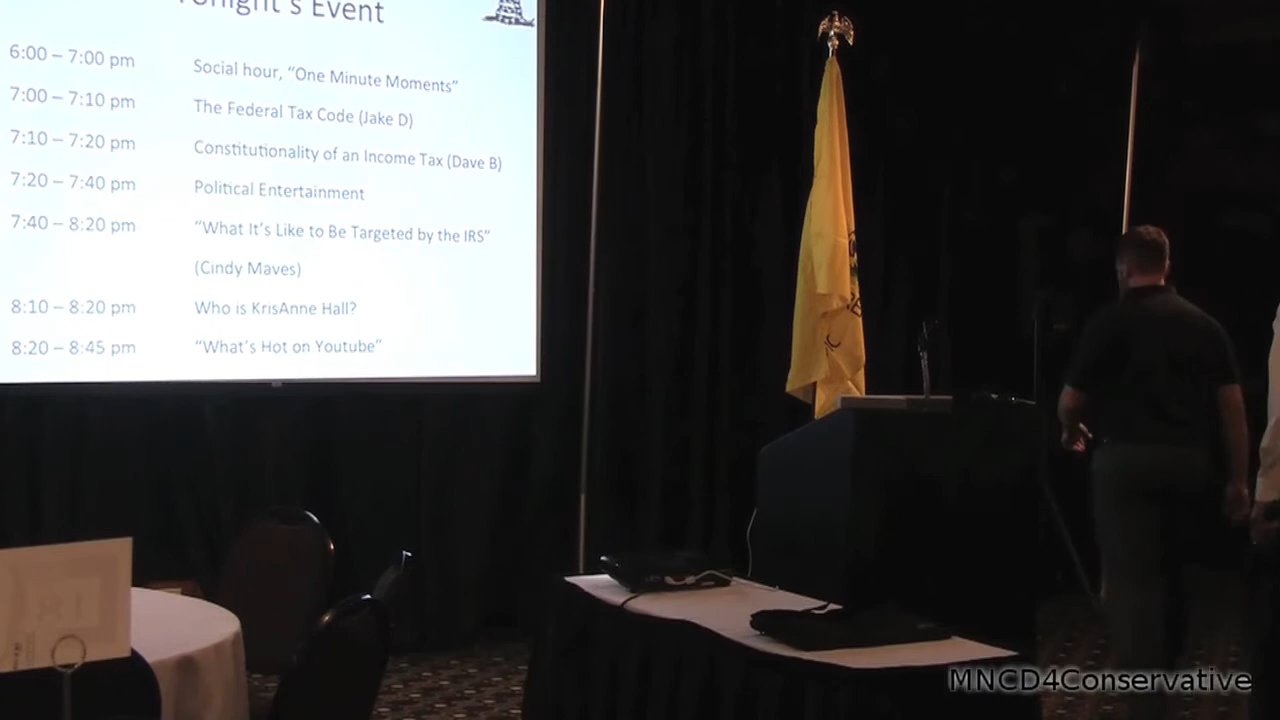 Tonight's Event
6:00 – 7:00 pm Social hour, “One Minute Moments”
7:00 – 7:10 pm The Federal Tax Code (Jake D)
7:10 – 7:20 pm Constitutionality of an Income Tax (Dave B)
7:20 – 7:40 pm Political Entertainment
7:40 – 8:20 pm “What It’s Like to Be Targeted by the IRS”
(Cindy Maves)
8:10 – 8:20 pm Who is KrisAnne Hall?
8:20 – 8:45 pm “What’s Hot on Youtube”
MNCD4Conservative